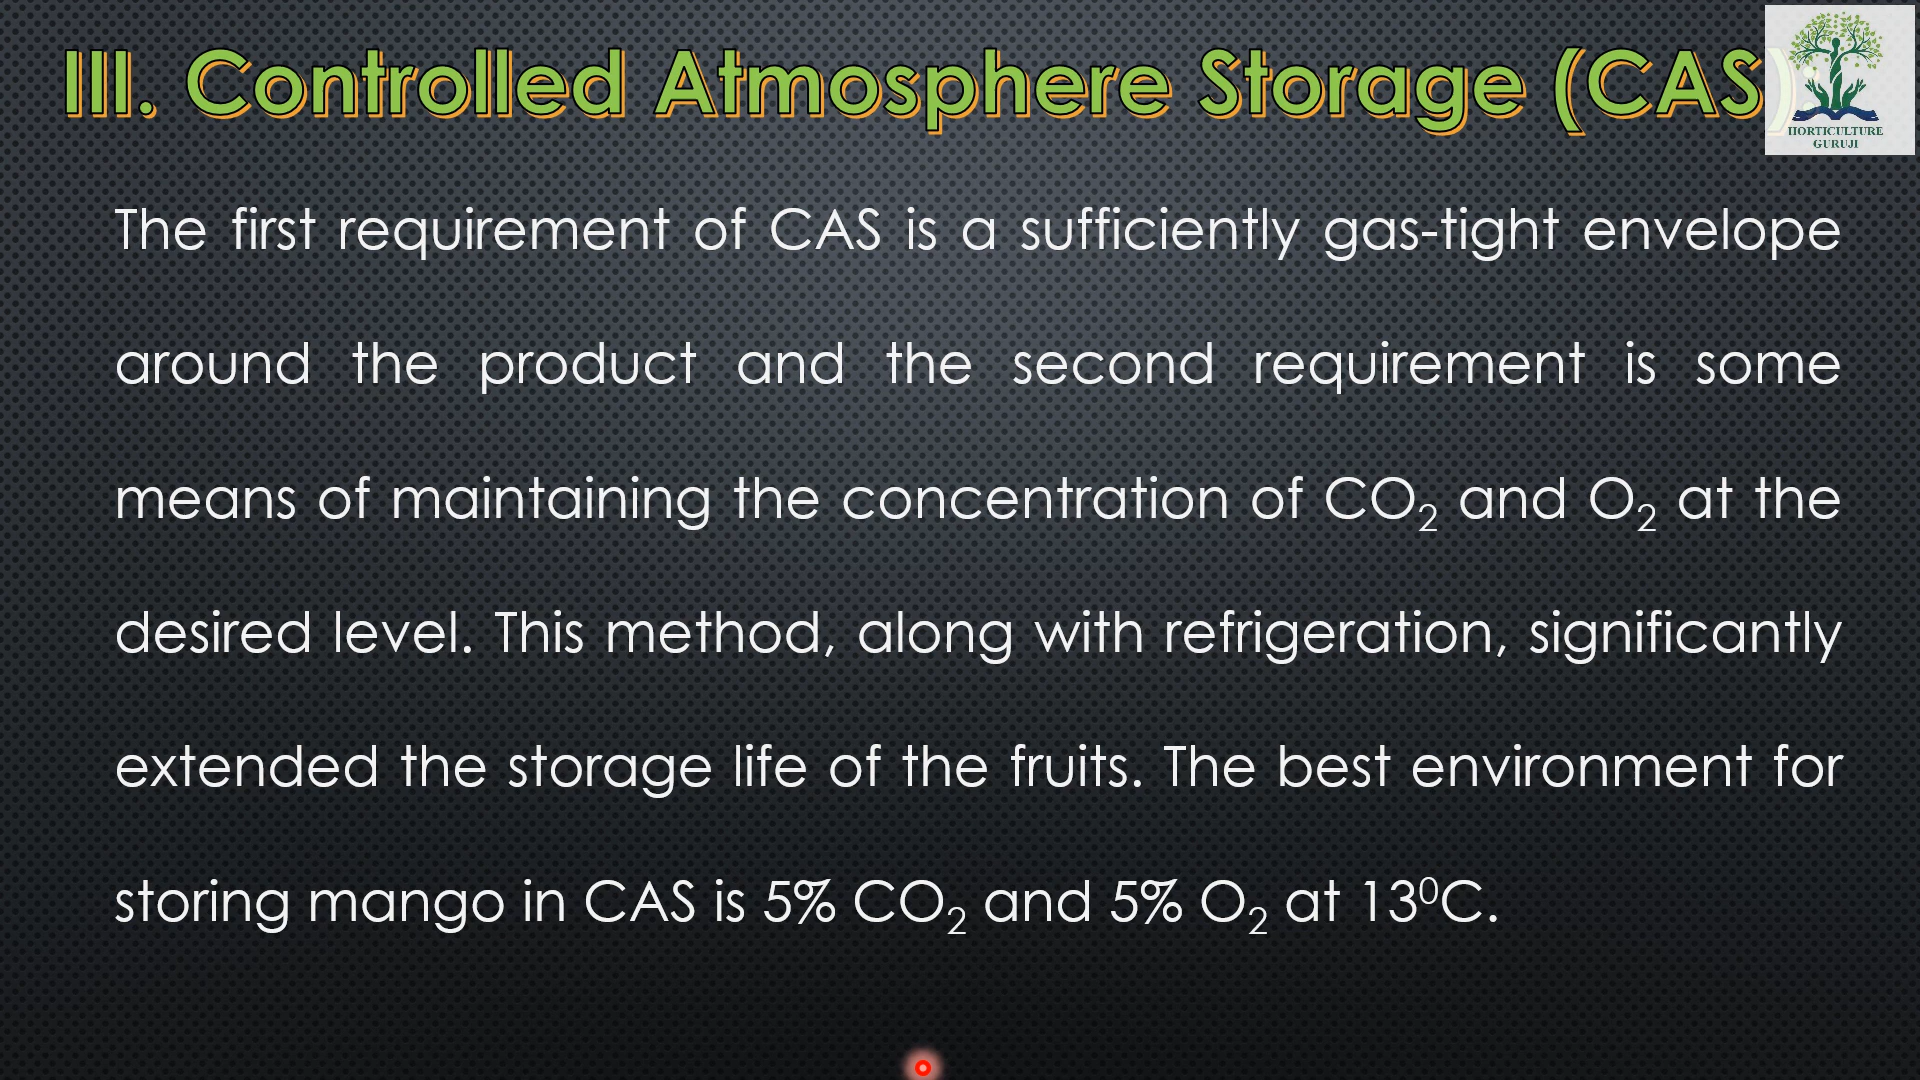 III. Controlled Atmosphere Storage (CAS):
HORTICULTURE
GURUJI
The first requirement of CAS is a sufficiently gas-tight envelope
around the product and the second requirement is some
means of maintaining the concentration of CO₂ and O₂ at the
desired level. This method, along with refrigeration, significantly
extended the storage life of the fruits. The best environment for
storing mango in CAS is 5% CO₂ and 5% O₂ at 13⁰C.